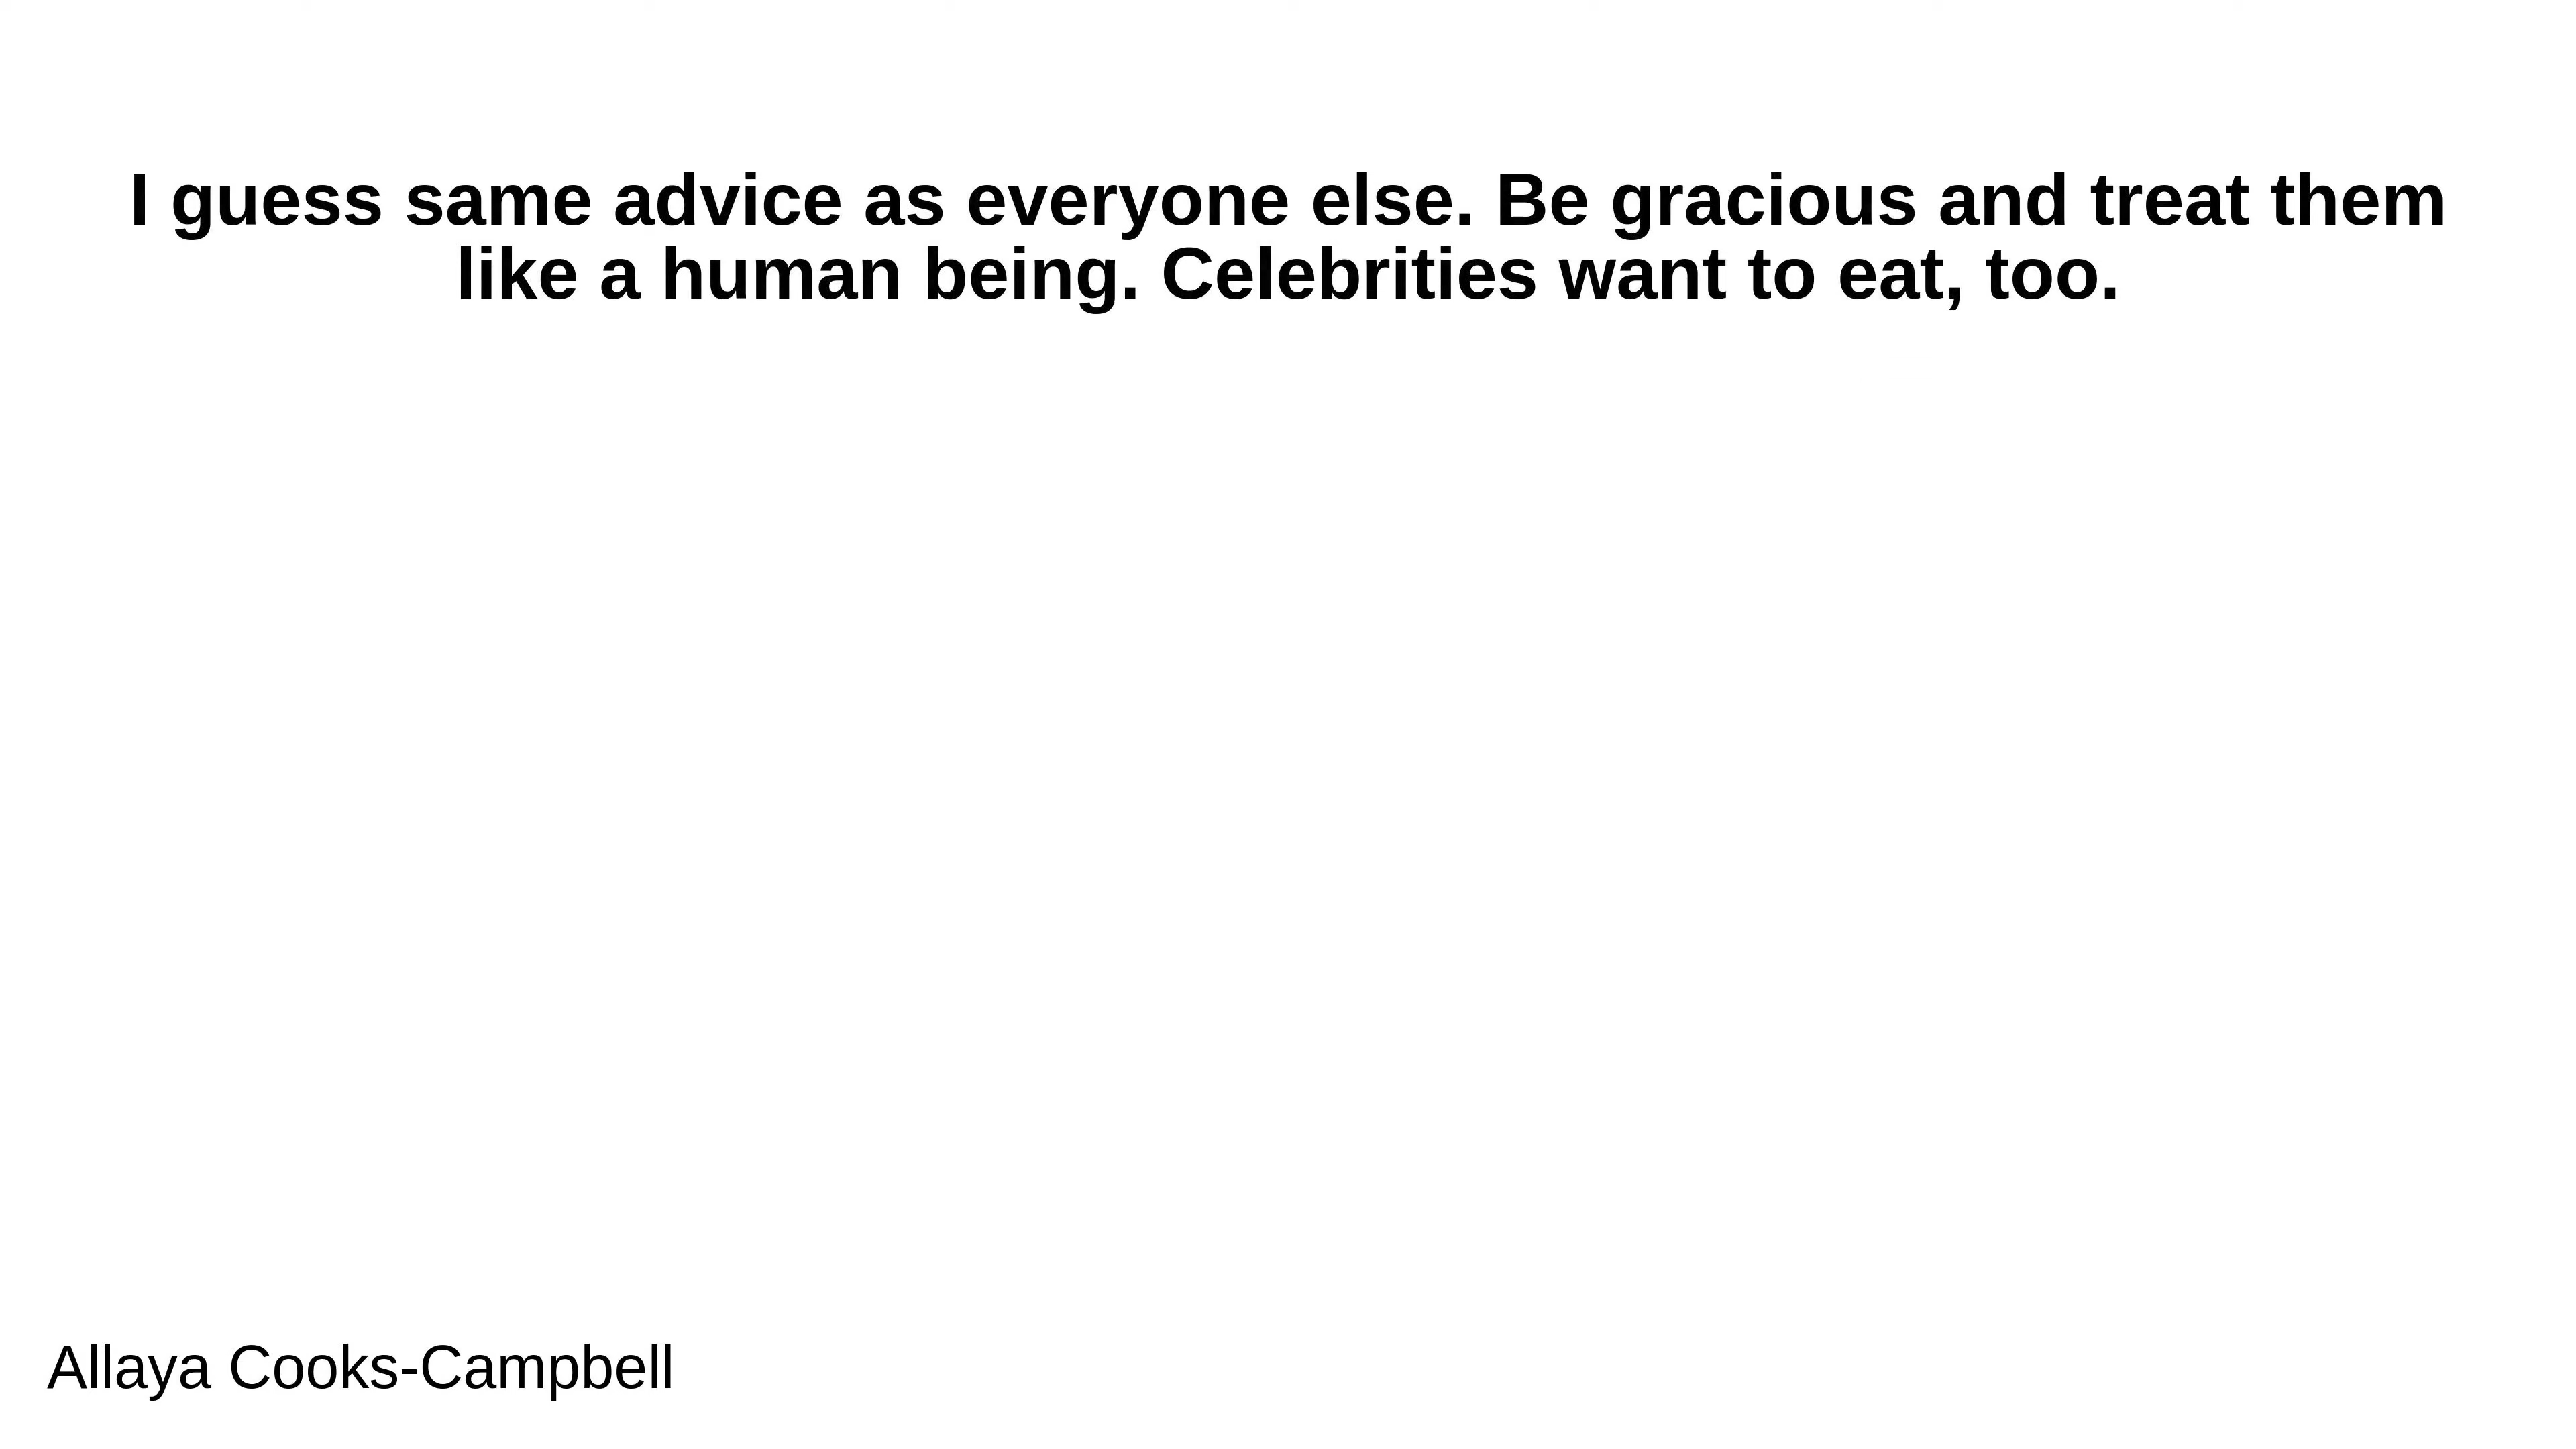 I guess same advice as everyone else. Be gracious and treat them
like a human being. Celebrities want to eat, too.
Allaya Cooks-Campbell